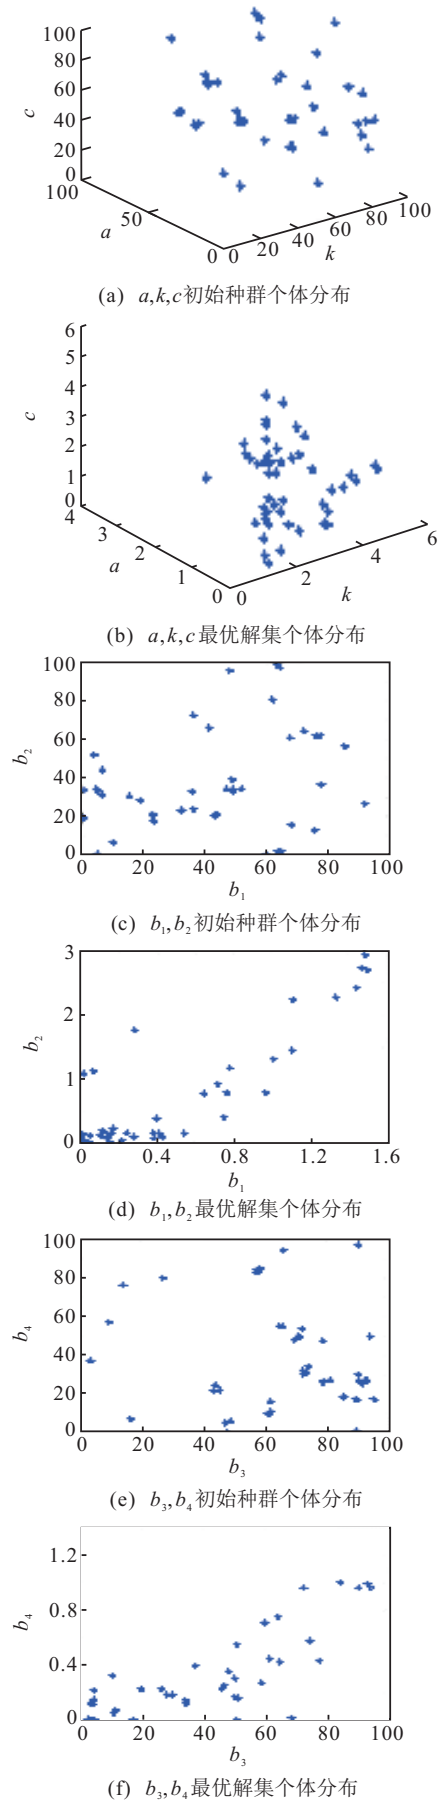 100
80
60
40
20
0
c
100
50
0
a
0
20
40
60
80
100
k
(a) a,k,c初始种群个体分布
6
5
4
3
2
1
0
c
4
3
2
1
0
a
0
2
4
6
k
(b) a,k,c最优解集个体分布
100
80
60
40
20
0
b₂
0 20 40 60 80 100
b₁
(c) b₁,b₂初始种群个体分布
3
2
1
0
b₂
0 0.4 0.8 1.2 1.6
b₁
(d) b₁,b₂最优解集个体分布
100
80
60
40
20
0
b₄
0 20 40 60 80 100
b₃
(e) b₃,b₄初始种群个体分布
1.2
0.8
0.4
0
b₄
0 20 40 60 80 100
b₃
(f) b₃,b₄最优解集个体分布